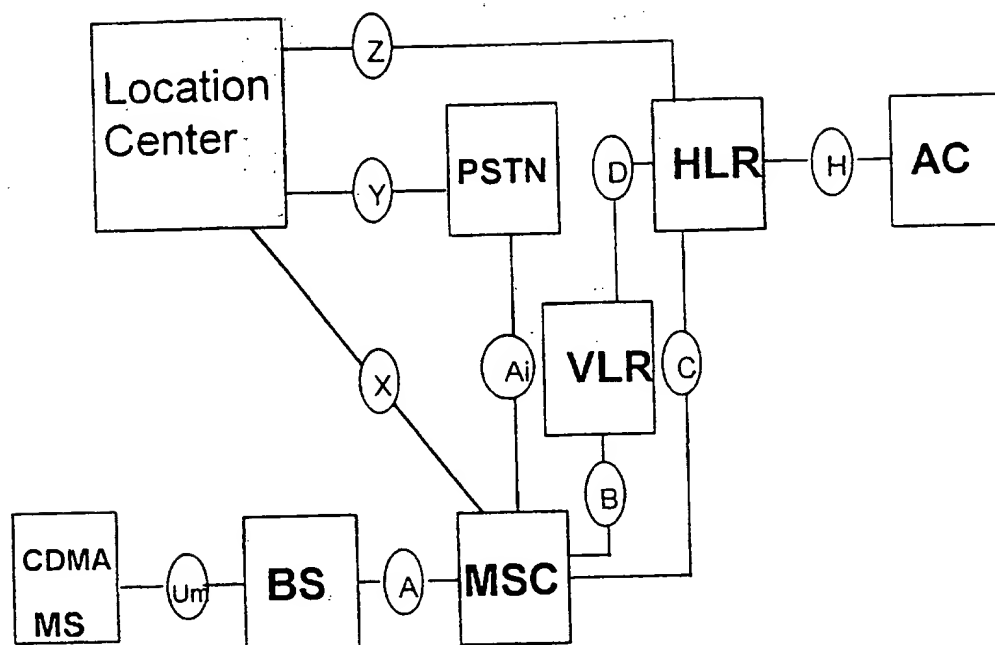 Z
Location
Center
PSTN
HLR
AC
D
H
Y
VLR
C
Ai
X
B
CDMA
MS
Um
BS
A
MSC